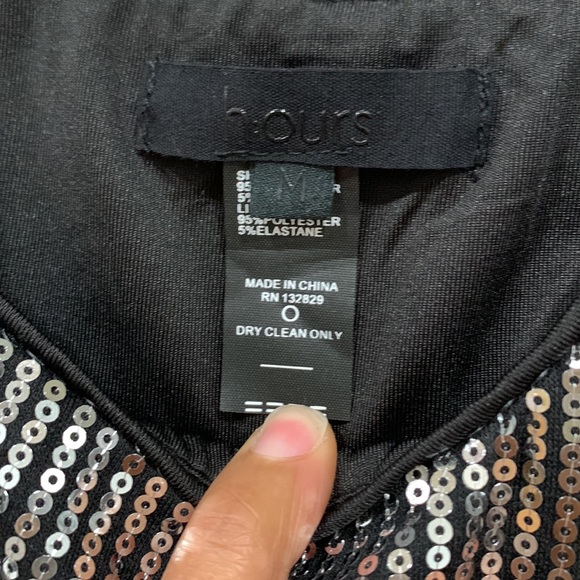 h:ours
M
95%POLYESTER
5%ELASTANE
MADE IN CHINA
RN 132829
DRY CLEAN ONLY